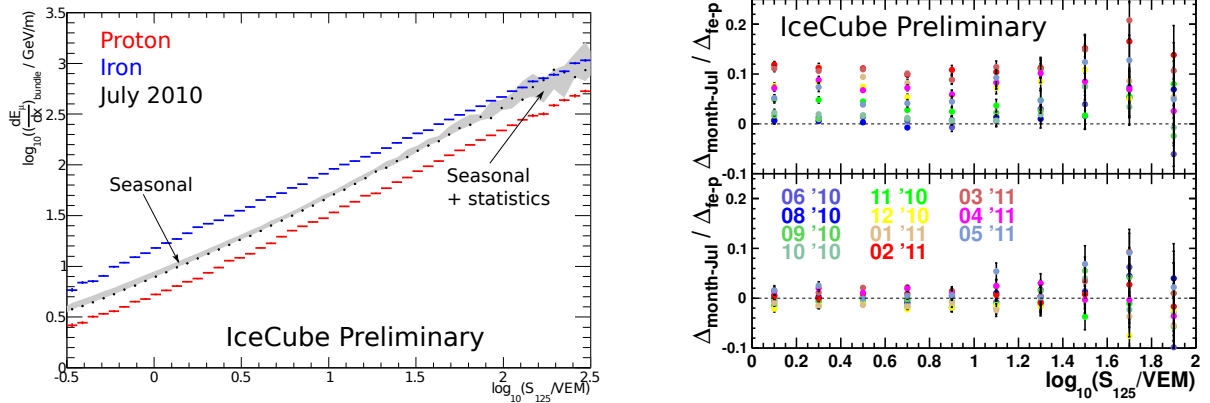 log10((dEμ/dX)bundle / GeV/m)
3.5
3
2.5
2
1.5
1
0.5
0
Proton
Iron
July 2010
Seasonal
Seasonal
+ statistics
IceCube Preliminary
-0.5 0 0.5 1 1.5 2 2.5
log10(S125/VEM)
Δmonth-Jul / Δfe-p
0.2
0.1
0
-0.1
IceCube Preliminary
Δmonth-Jul / Δfe-p
0.2
0.1
0
-0.1
06 '10 11 '10 03 '11
08 '10 12 '10 04 '11
09 '10 01 '11 05 '11
10 '10 02 '11
0 0.2 0.4 0.6 0.8 1.0 1.2 1.4 1.6 1.8 2.0
log10(S125/VEM)